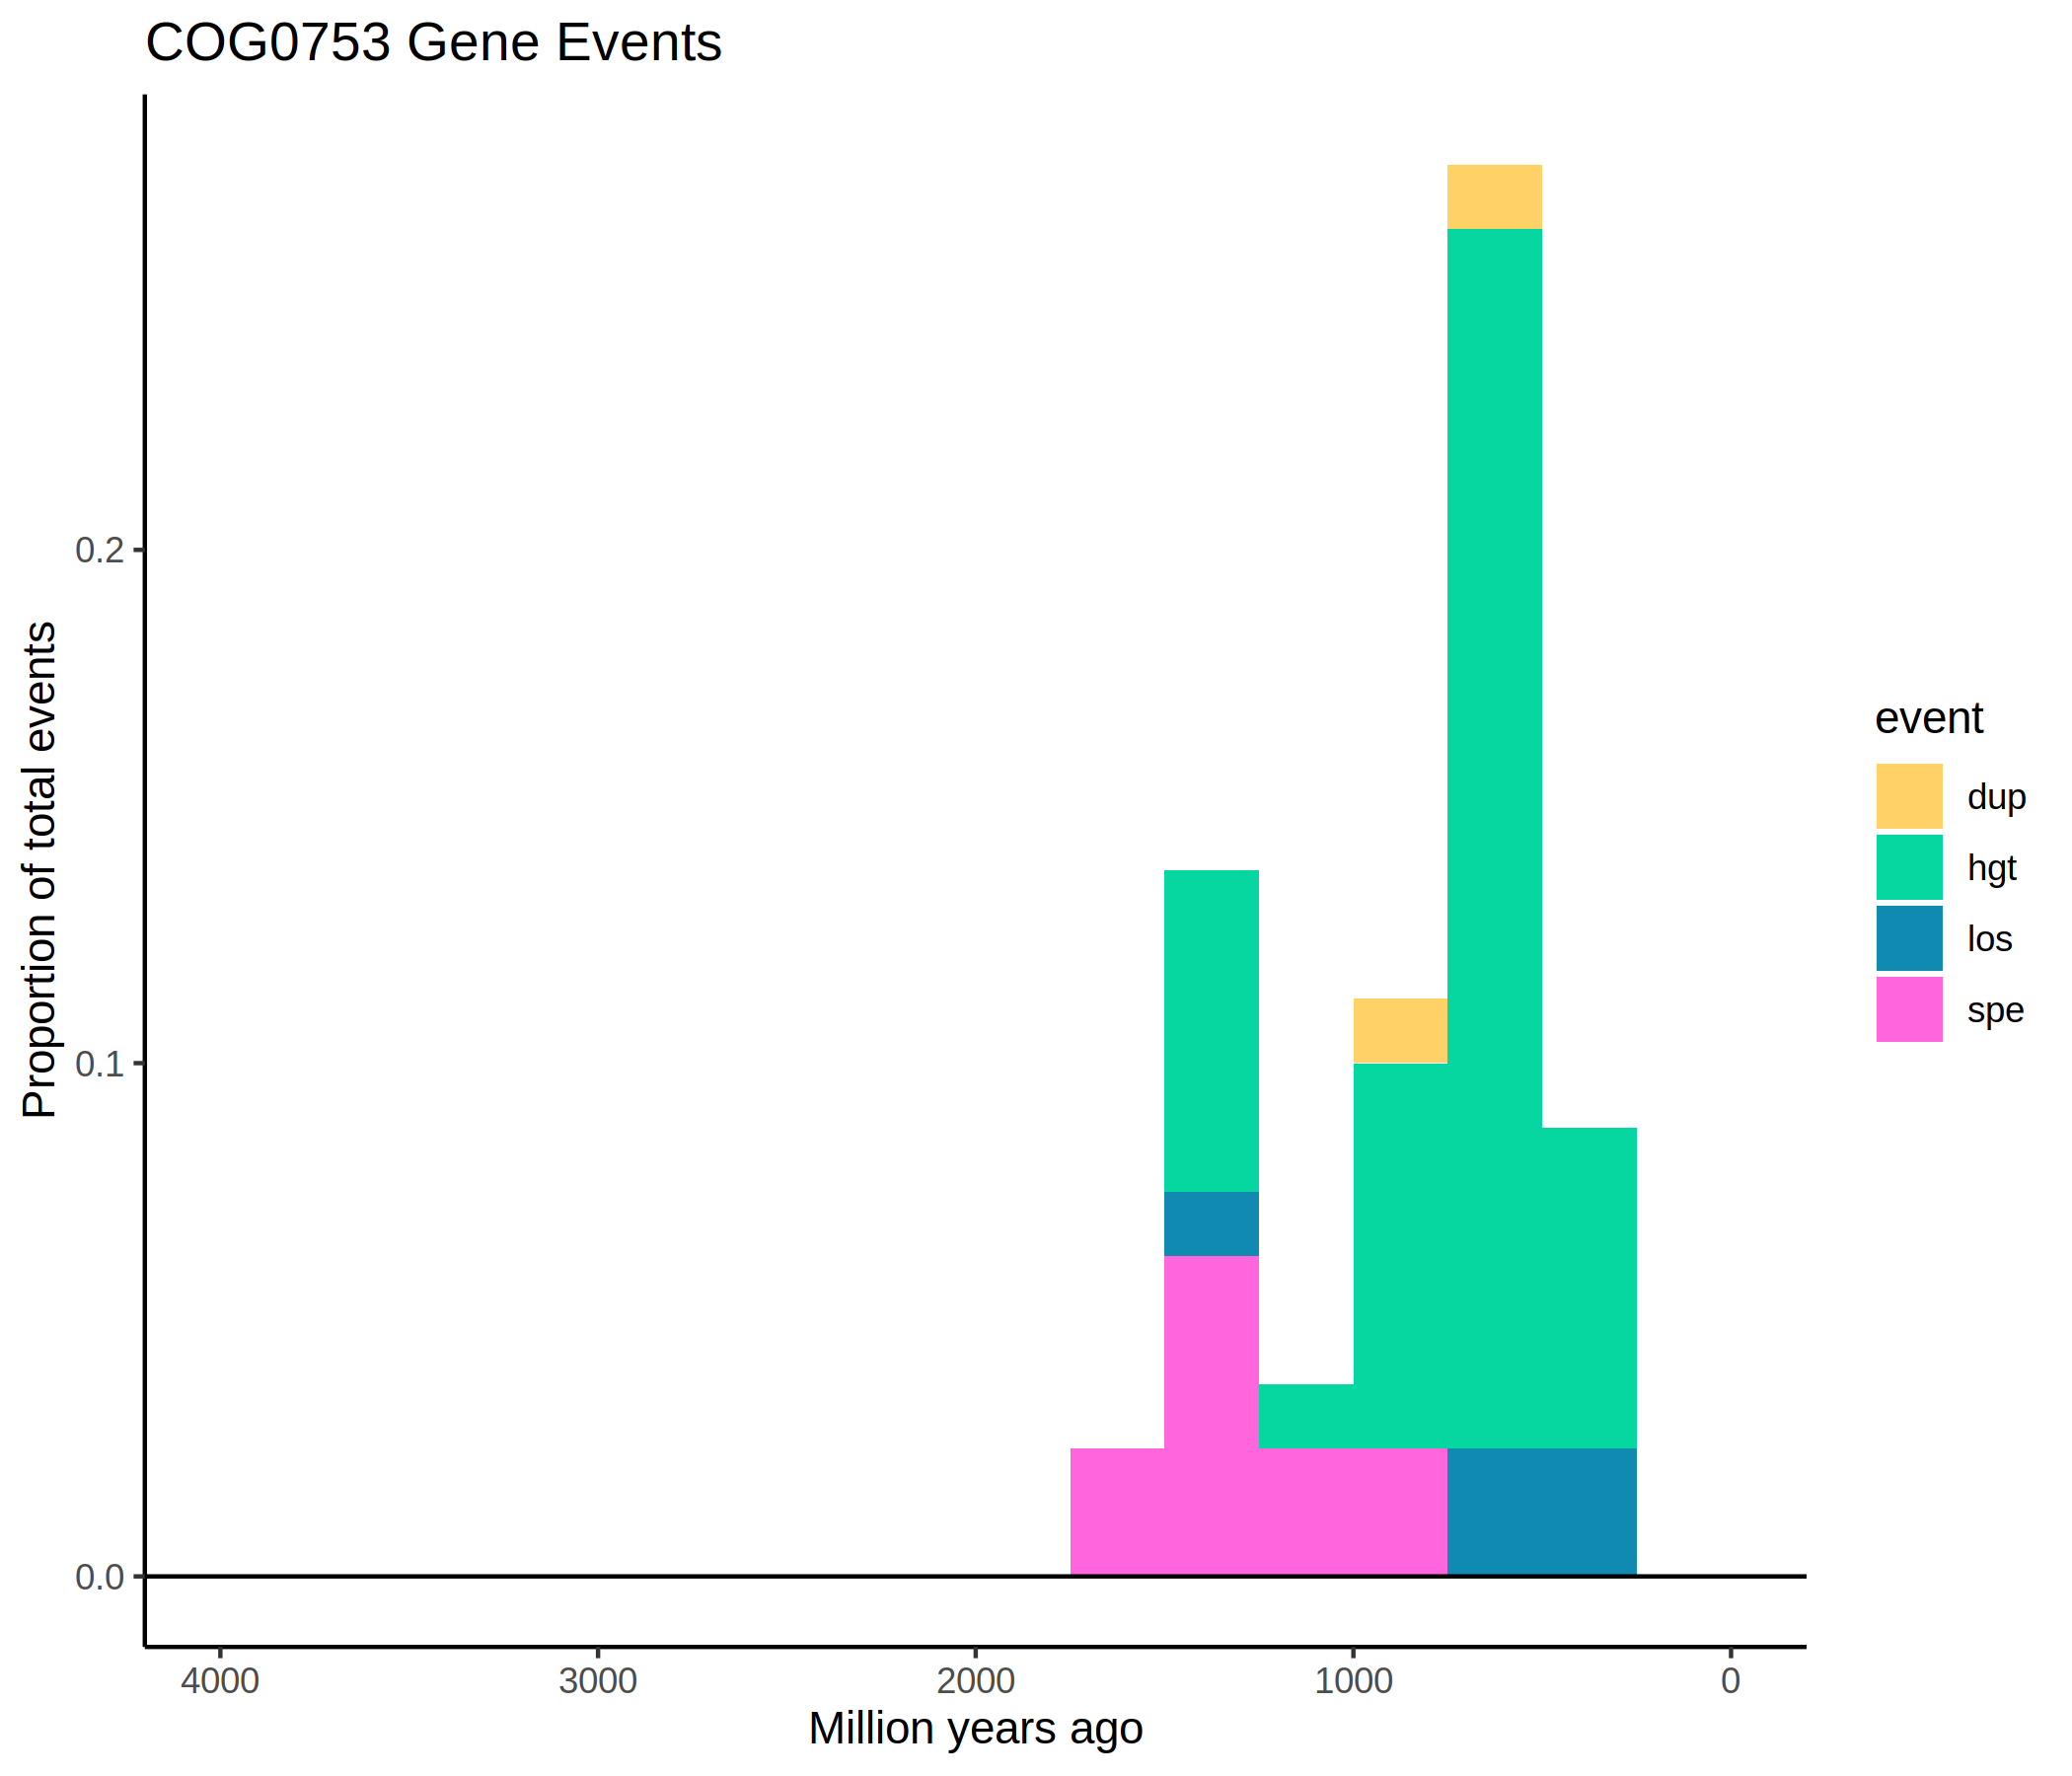 COG0753 Gene Events
Proportion of total events
0.2
0.1
0.0
4000 3000 2000 1000 0
Million years ago
event
dup
hgt
los
spe